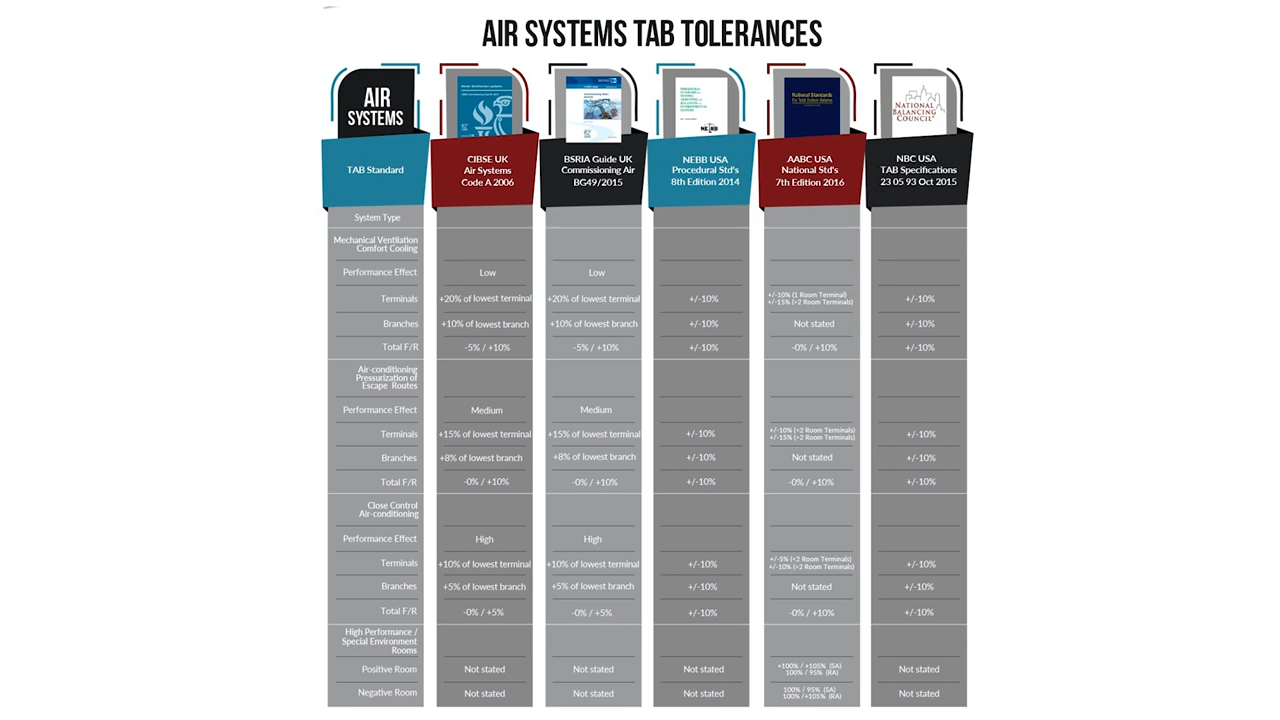 AIR SYSTEMS TAB TOLERANCES
AIR
SYSTEMS
National Standards
NEBB
NATIONAL
BALANCING
COUNCIL
TAB Standard
CIBSE UK
Air Systems
Code A 2006
BSRIA Guide UK
Commissioning Air
BG49/2015
NEBB USA
Procedural Std's
8th Edition 2014
AABC USA
National Std's
7th Edition 2016
NBC USA
TAB Specifications
23 05 93 Oct 2015
System Type
Mechanical Ventilation
Comfort Cooling
Performance Effect Low Low
Terminals +20% of lowest terminal +20% of lowest terminal +/-10% +/-10% (1 Room Terminal) +/-10%
+/-15% (>2 Room Terminals)
Branches +10% of lowest branch +10% of lowest branch +/-10% Not stated +/-10%
Total F/R -5% / +10% -5% / +10% +/-10% -0% / +10% +/-10%
Air-conditioning
Pressurization of
Escape Routes
Performance Effect Medium Medium
Terminals +15% of lowest terminal +15% of lowest terminal +/-10% +/-10% (<2 Room Terminals) +/-10%
+/-15% (>2 Room Terminals)
Branches +8% of lowest branch +8% of lowest branch +/-10% Not stated +/-10%
Total F/R -0% / +10% -0% / +10% +/-10% -0% / +10% +/-10%
Close Control
Air-conditioning
Performance Effect High High
Terminals +10% of lowest terminal +10% of lowest terminal +/-10% +/-5% (<2 Room Terminals) +/-10%
+/-10% (>2 Room Terminals)
Branches +5% of lowest branch +5% of lowest branch +/-10% Not stated +/-10%
Total F/R -0% / +5% -0% / +5% +/-10% -0% / +10% +/-10%
High Performance /
Special Environment
Rooms
Positive Room Not stated Not stated Not stated +100% / +105% (SA) Not stated
100% / 95% (RA)
Negative Room Not stated Not stated Not stated 100% / 95% (SA) Not stated
100% /+105% (RA)